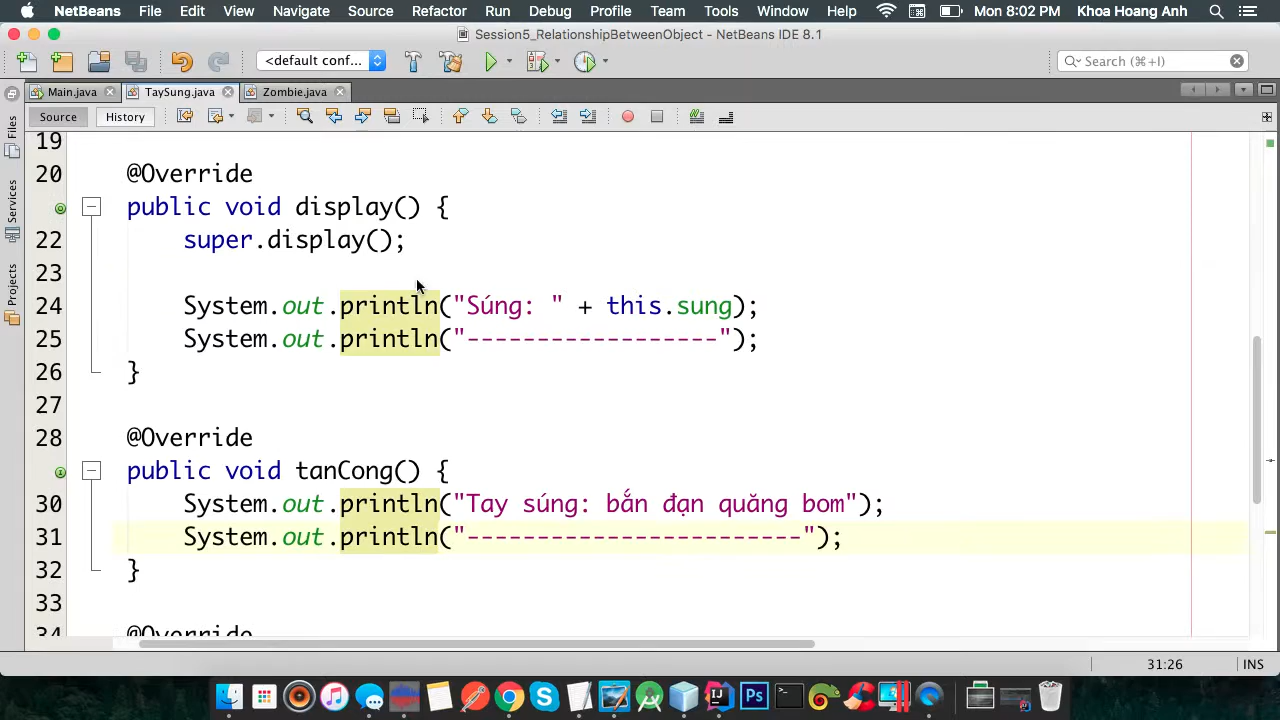 NetBeans File Edit View Navigate Source Refactor Run Debug Profile Team Tools Window Help Mon 8:02 PM Khoa Hoang Anh
Session5_RelationshipBetweenObject - NetBeans IDE 8.1
<default conf... Search (⌘+I)
Main.java TaySung.java Zombie.java
Source History
Files
Services
Projects
19
20 @Override
public void display() {
22 super.display();
23
24 System.out.println("Súng: " + this.sung);
25 System.out.println("------------------");
26 }
27
28 @Override
public void tanCong() {
30 System.out.println("Tay súng: bắn đạn quăng bom");
31 System.out.println("------------------------");
32 }
33
34 @Override
31:26 INS